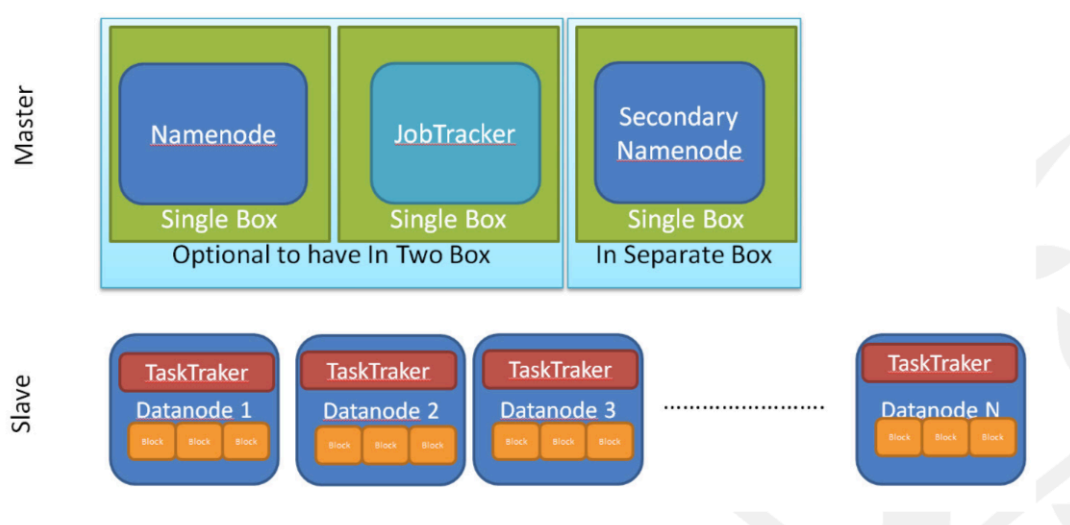 Master
Namenode
Single Box
JobTracker
Single Box
Optional to have In Two Box
Secondary
Namenode
Single Box
In Separate Box
Slave
TaskTraker
Datanode 1
Block Block Block
TaskTraker
Datanode 2
Block Block Block
TaskTraker
Datanode 3
Block Block Block
..........................
TaskTraker
Datanode N
Block Block Block